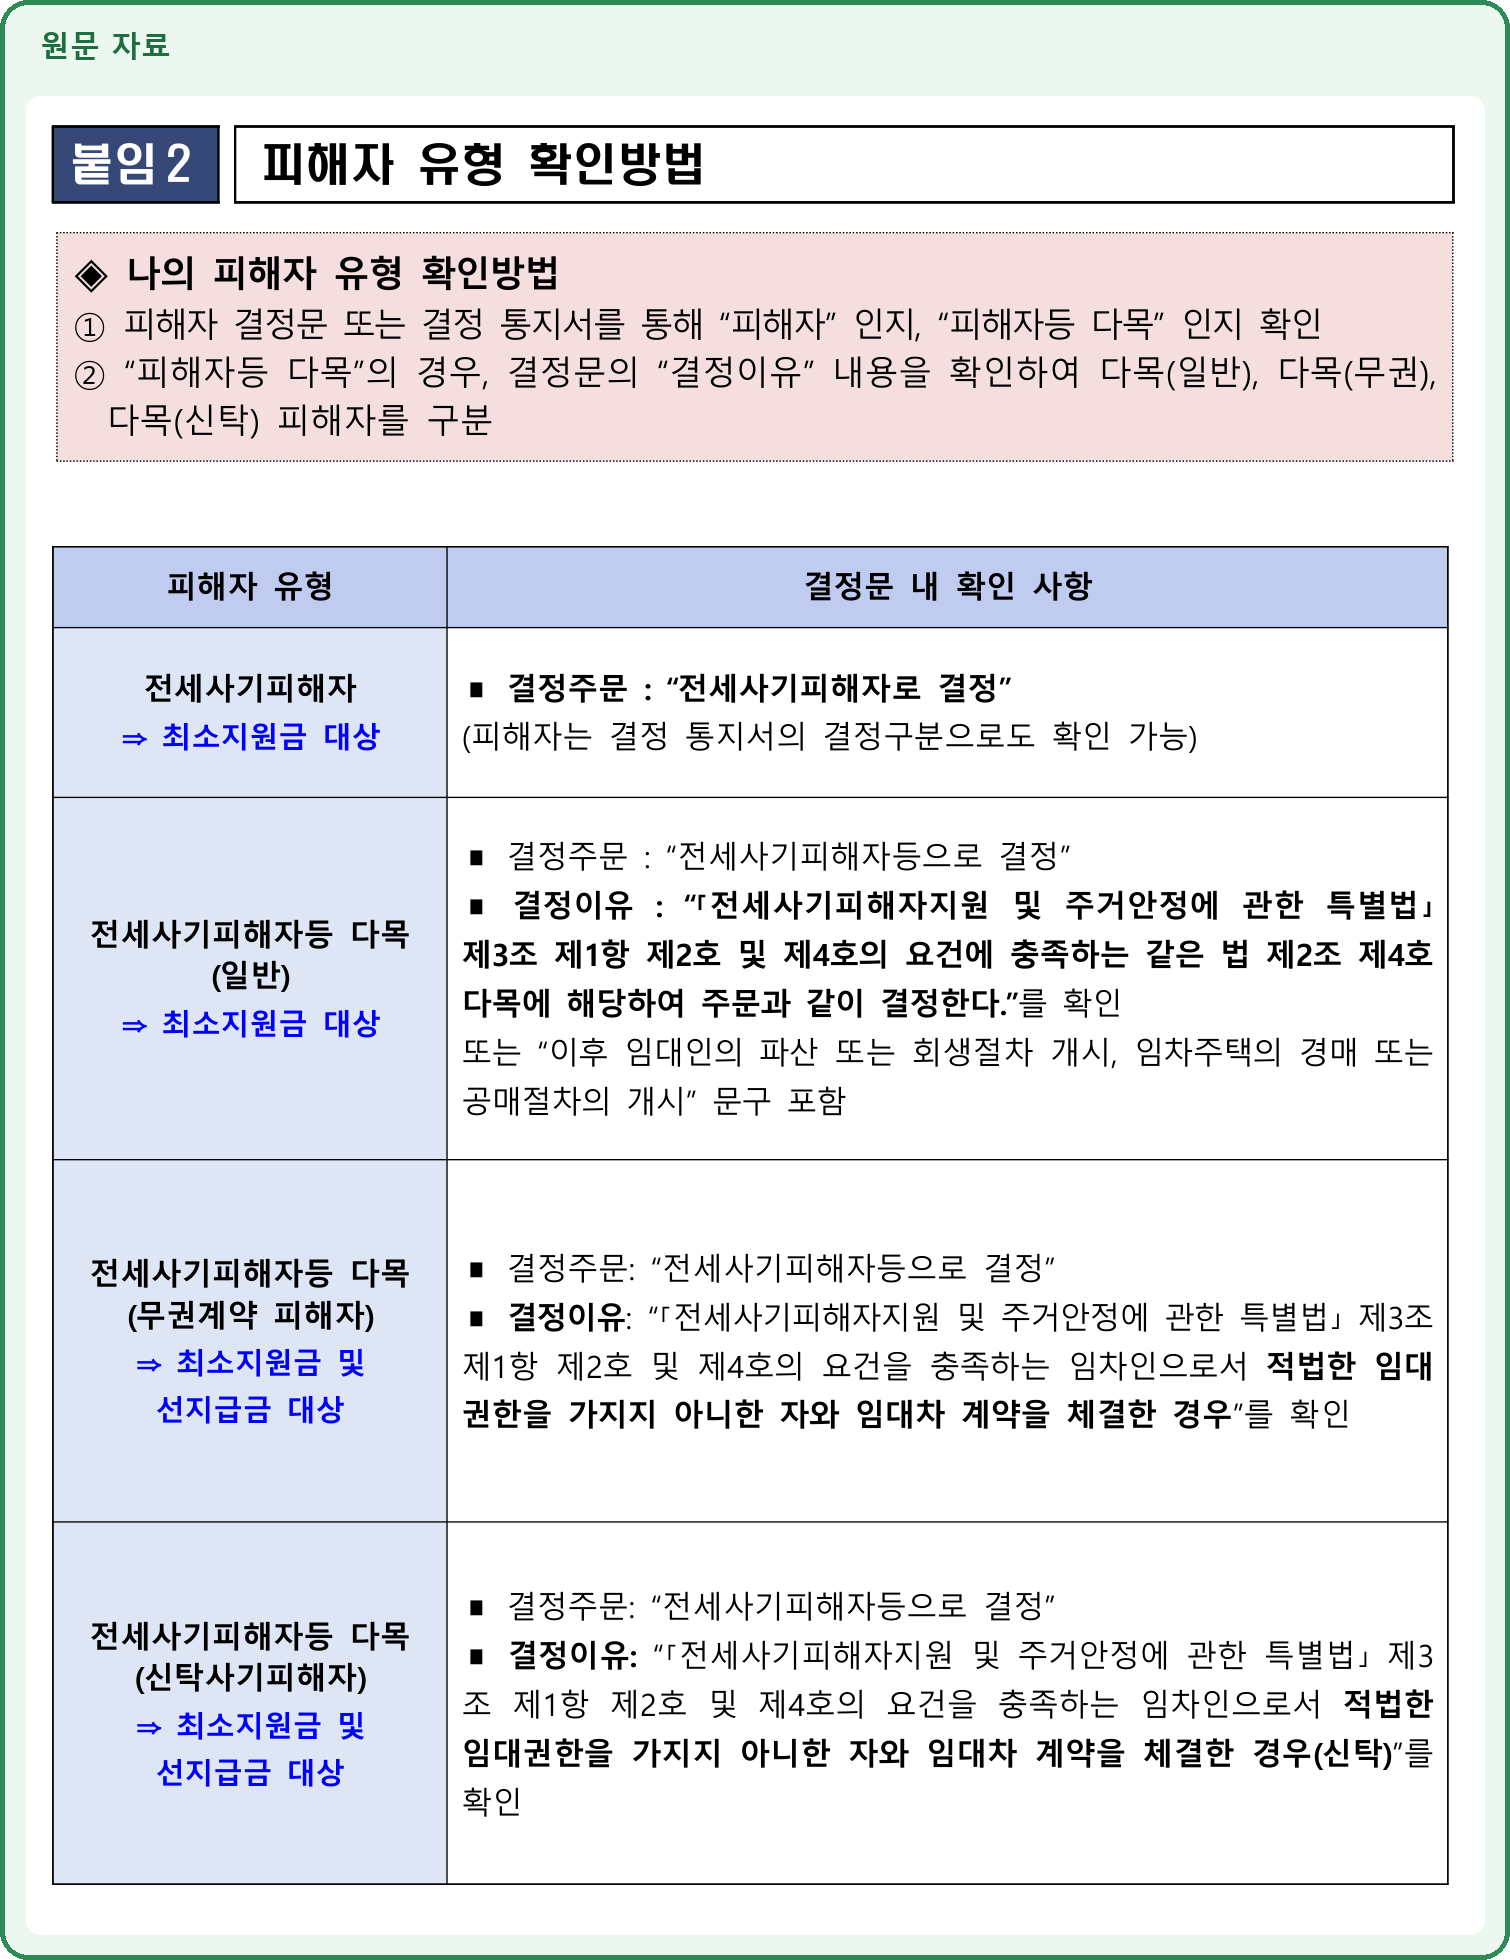 원문 자료
붙임 2
피해자 유형 확인방법
◈ 나의 피해자 유형 확인방법
① 피해자 결정문 또는 결정 통지서를 통해 “피해자” 인지, “피해자등 다목” 인지 확인
② “피해자등 다목”의 경우, 결정문의 “결정이유” 내용을 확인하여 다목(일반), 다목(무권),
다목(신탁) 피해자를 구분
피해자 유형
결정문 내 확인 사항
전세사기피해자
⇒ 최소지원금 대상
■ 결정주문 : “전세사기피해자로 결정”
(피해자는 결정 통지서의 결정구분으로도 확인 가능)
전세사기피해자등 다목
(일반)
⇒ 최소지원금 대상
■ 결정주문 : “전세사기피해자등으로 결정”
■ 결정이유 : “「전세사기피해자지원 및 주거안정에 관한 특별법」
제3조 제1항 제2호 및 제4호의 요건에 충족하는 같은 법 제2조 제4호
다목에 해당하여 주문과 같이 결정한다.”를 확인
또는 “이후 임대인의 파산 또는 회생절차 개시, 임차주택의 경매 또는
공매절차의 개시” 문구 포함
전세사기피해자등 다목
(무권계약 피해자)
⇒ 최소지원금 및
선지급금 대상
■ 결정주문: “전세사기피해자등으로 결정”
■ 결정이유: “「전세사기피해자지원 및 주거안정에 관한 특별법」 제3조
제1항 제2호 및 제4호의 요건을 충족하는 임차인으로서 적법한 임대
권한을 가지지 아니한 자와 임대차 계약을 체결한 경우”를 확인
전세사기피해자등 다목
(신탁사기피해자)
⇒ 최소지원금 및
선지급금 대상
■ 결정주문: “전세사기피해자등으로 결정”
■ 결정이유: “「전세사기피해자지원 및 주거안정에 관한 특별법」 제3
조 제1항 제2호 및 제4호의 요건을 충족하는 임차인으로서 적법한
임대권한을 가지지 아니한 자와 임대차 계약을 체결한 경우(신탁)”를
확인